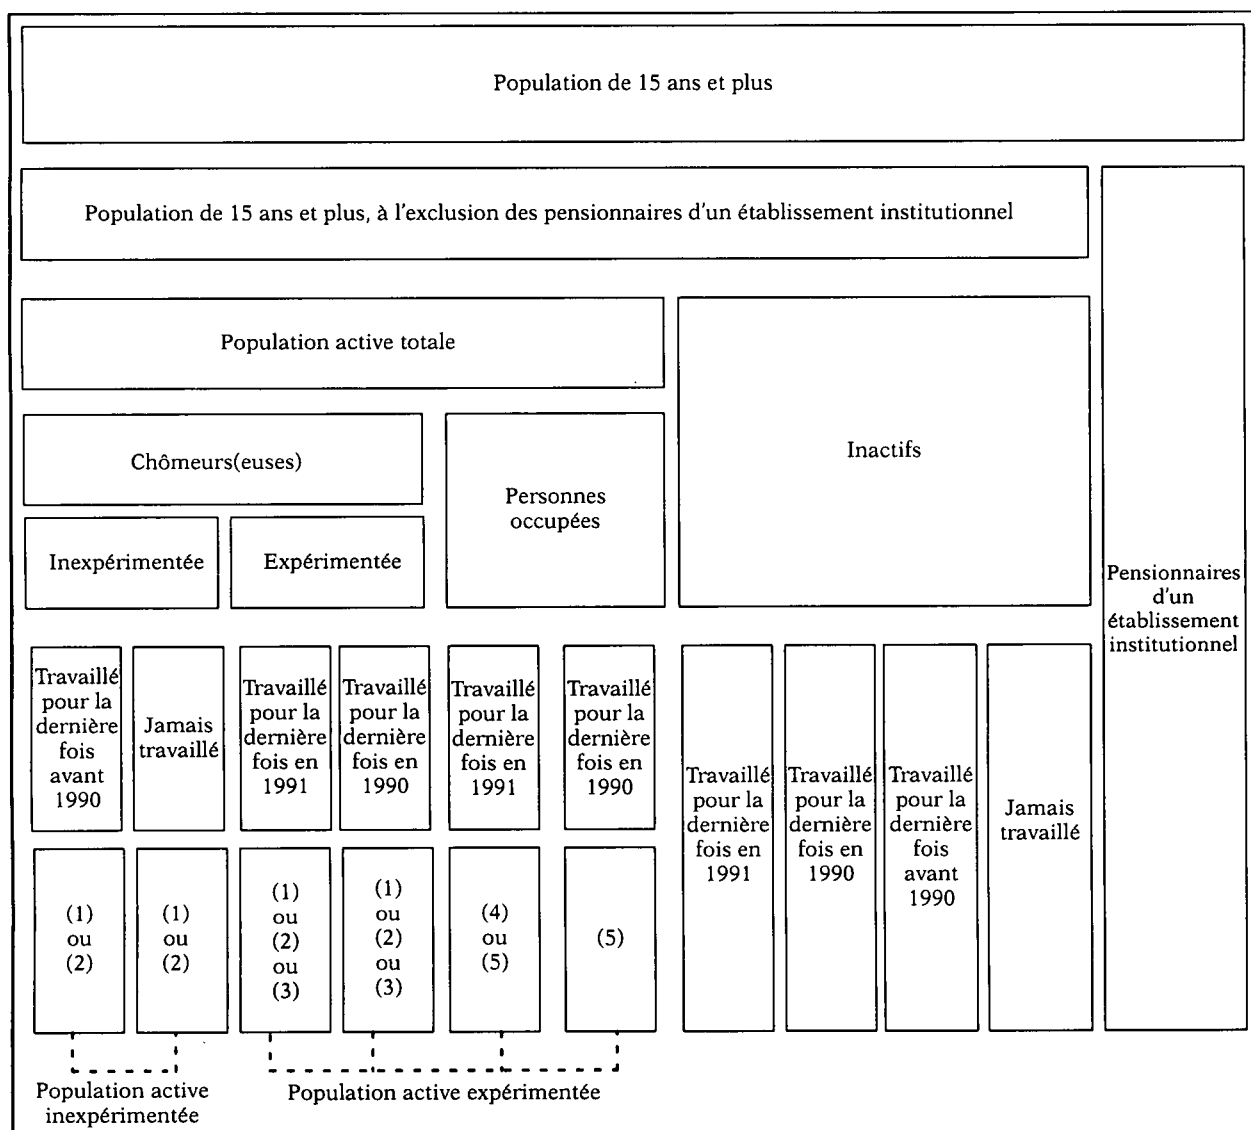 Population de 15 ans et plus
Population de 15 ans et plus, à l'exclusion des pensionnaires d'un établissement institutionnel
Population active totale
Chômeurs(euses)
Inexpérimentée
Expérimentée
Personnes
occupées
Inactifs
Pensionnaires
d'un
établissement
institutionnel
Travaillé
pour la
dernière
fois
avant
1990
Jamais
travaillé
Travaillé
pour la
dernière
fois en
1991
Travaillé
pour la
dernière
fois en
1990
Travaillé
pour la
dernière
fois en
1991
Travaillé
pour la
dernière
fois en
1990
Travaillé
pour la
dernière
fois en
1991
Travaillé
pour la
dernière
fois en
1990
Travaillé
pour la
dernière
fois
avant
1990
Jamais
travaillé
(1)
ou
(2)
(1)
ou
(2)
(1)
ou
(2)
ou
(3)
(1)
ou
(2)
ou
(3)
(4)
ou
(5)
(5)
Population active
inexpérimentée
Population active expérimentée